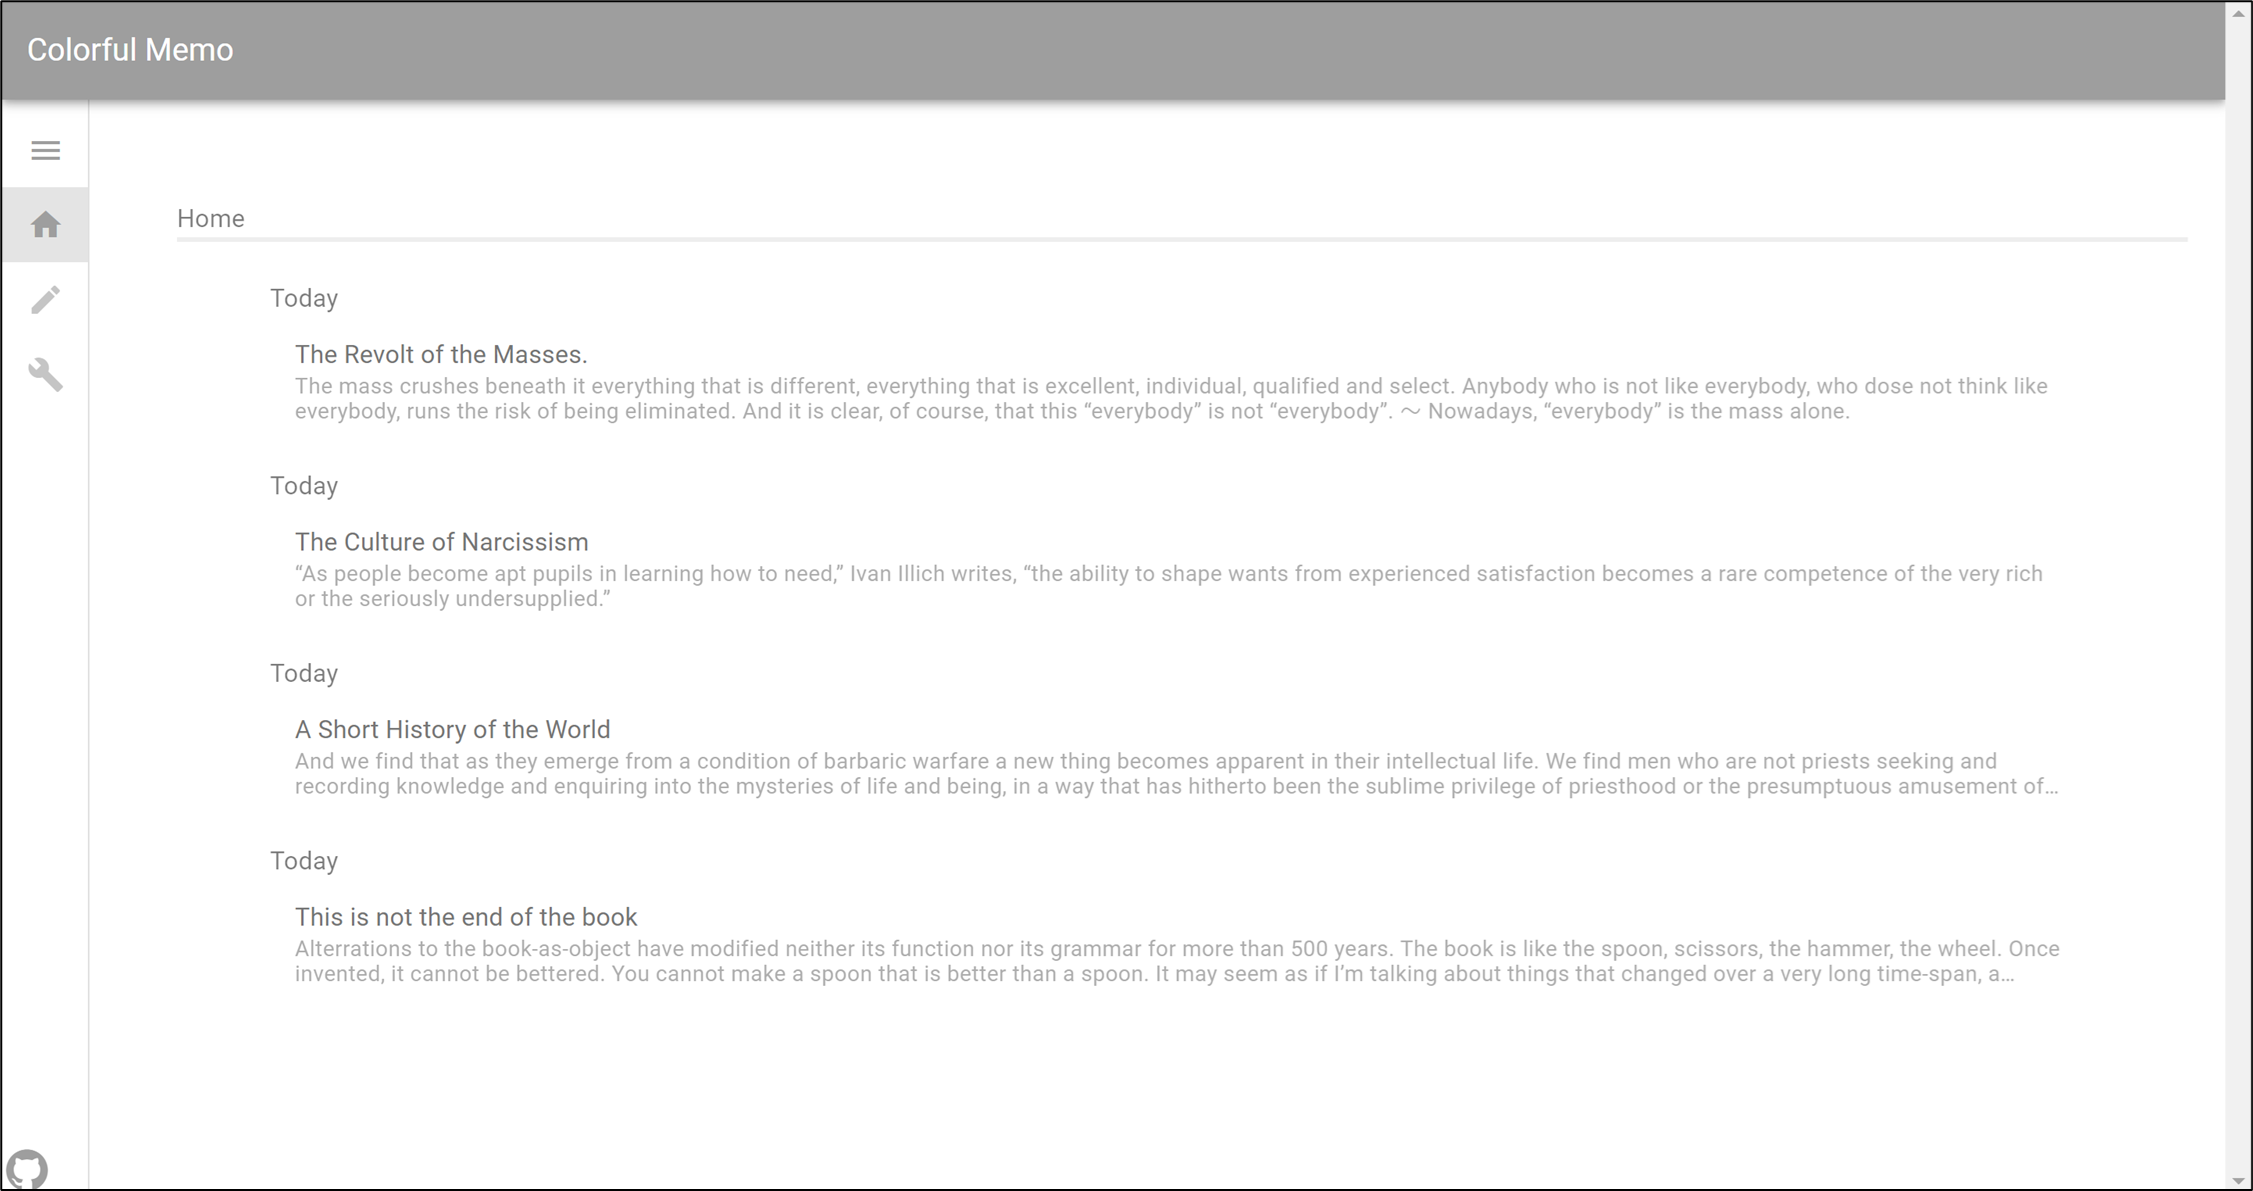 Colorful Memo
Home
Today
The Revolt of the Masses.
The mass crushes beneath it everything that is different, everything that is excellent, individual, qualified and select. Anybody who is not like everybody, who dose not think like
everybody, runs the risk of being eliminated. And it is clear, of course, that this “everybody” is not “everybody”. ～ Nowadays, “everybody” is the mass alone.
Today
The Culture of Narcissism
“As people become apt pupils in learning how to need,” Ivan Illich writes, “the ability to shape wants from experienced satisfaction becomes a rare competence of the very rich
or the seriously undersupplied.”
Today
A Short History of the World
And we find that as they emerge from a condition of barbaric warfare a new thing becomes apparent in their intellectual life. We find men who are not priests seeking and
recording knowledge and enquiring into the mysteries of life and being, in a way that has hitherto been the sublime privilege of priesthood or the presumptuous amusement of…
Today
This is not the end of the book
Alterrations to the book-as-object have modified neither its function nor its grammar for more than 500 years. The book is like the spoon, scissors, the hammer, the wheel. Once
invented, it cannot be bettered. You cannot make a spoon that is better than a spoon. It may seem as if I’m talking about things that changed over a very long time-span, a…